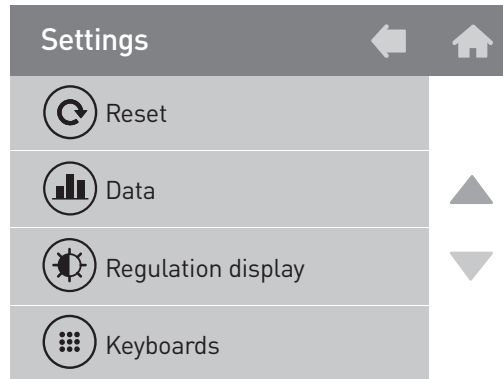 Settings
Reset
Data
Regulation display
Keyboards